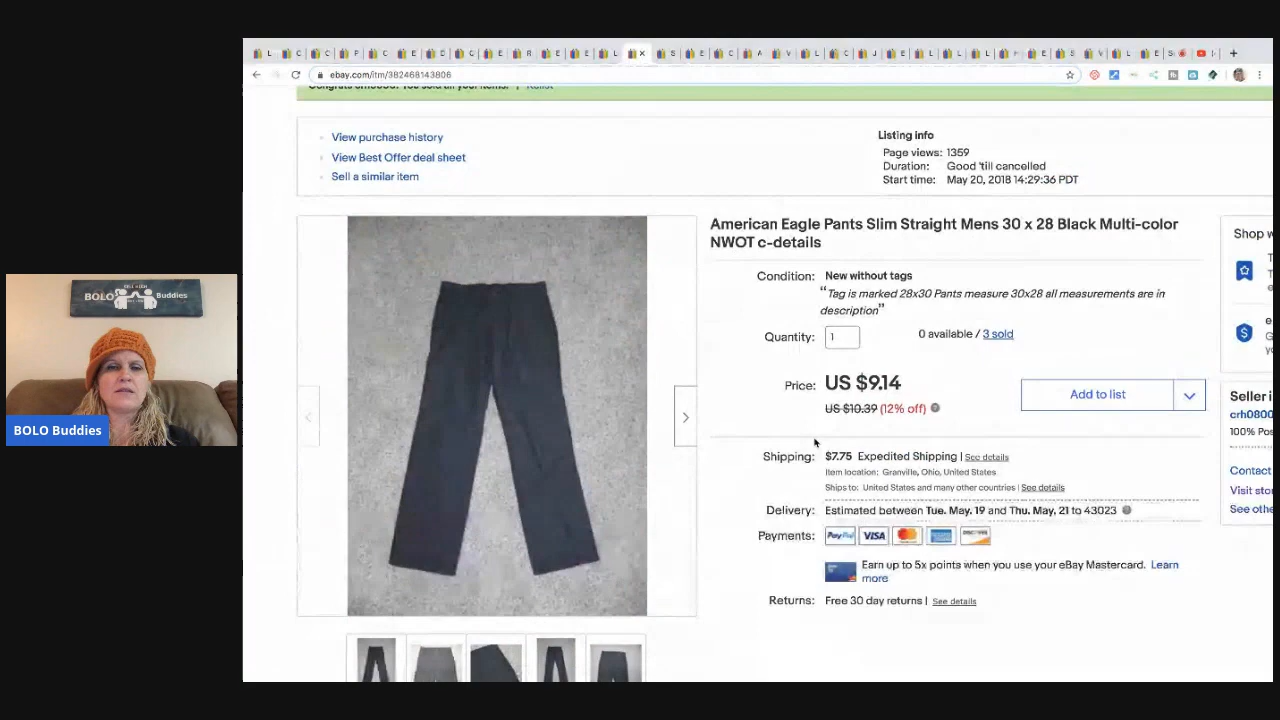 ebay.com/itm/382468143806
View purchase history
View Best Offer deal sheet
Sell a similar item
Listing info
Page views: 1359
Duration: Good 'till cancelled
Start time: May 20, 2018 14:29:36 PDT
American Eagle Pants Slim Straight Mens 30 x 28 Black Multi-color
NWOT c-details
Condition: New without tags
“Tag is marked 28x30 Pants measure 30x28 all measurements are in
description”
Quantity: 1 0 available / 3 sold
Price: US $9.14
US $10.39 (12% off)
Add to list
Shipping: $7.75 Expedited Shipping | See details
Item location: Granville, Ohio, United States
Ships to: United States and many other countries | See details
Delivery: Estimated between Tue. May. 19 and Thu. May. 21 to 43023
Payments: PayPal VISA
Earn up to 5x points when you use your eBay Mastercard. Learn
more
Returns: Free 30 day returns | See details
Shop w
Seller i
crh0800
100% Pos
Contact
Visit sto
See othe
BOLO Buddies
BOLO Buddies